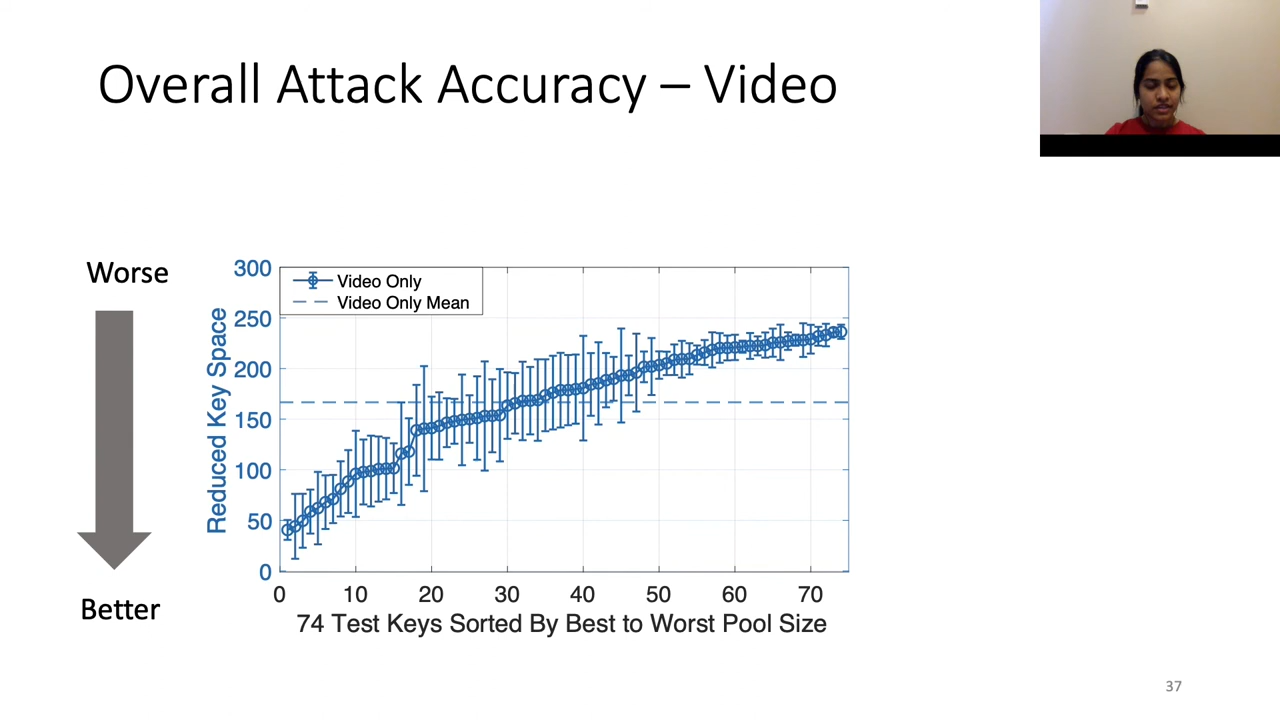 Overall Attack Accuracy – Video
Worse
Better
Reduced Key Space
300
250
200
150
100
50
0
Video Only
Video Only Mean
0 10 20 30 40 50 60 70
74 Test Keys Sorted By Best to Worst Pool Size
37